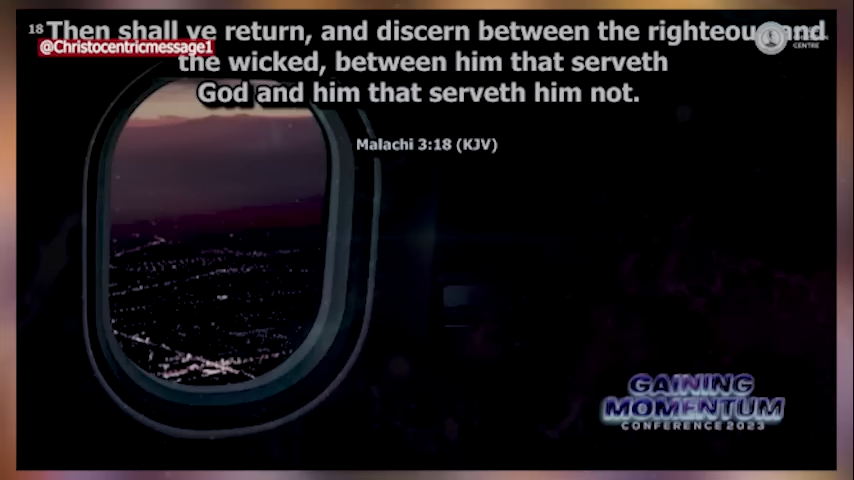 18 Then shall ye return, and discern between the righteous and
@Christocentricmessage1
the wicked, between him that serveth
God and him that serveth him not.
Malachi 3:18 (KJV)
GAINING
MOMENTUM
CONFERENCE 2023
CENTRE